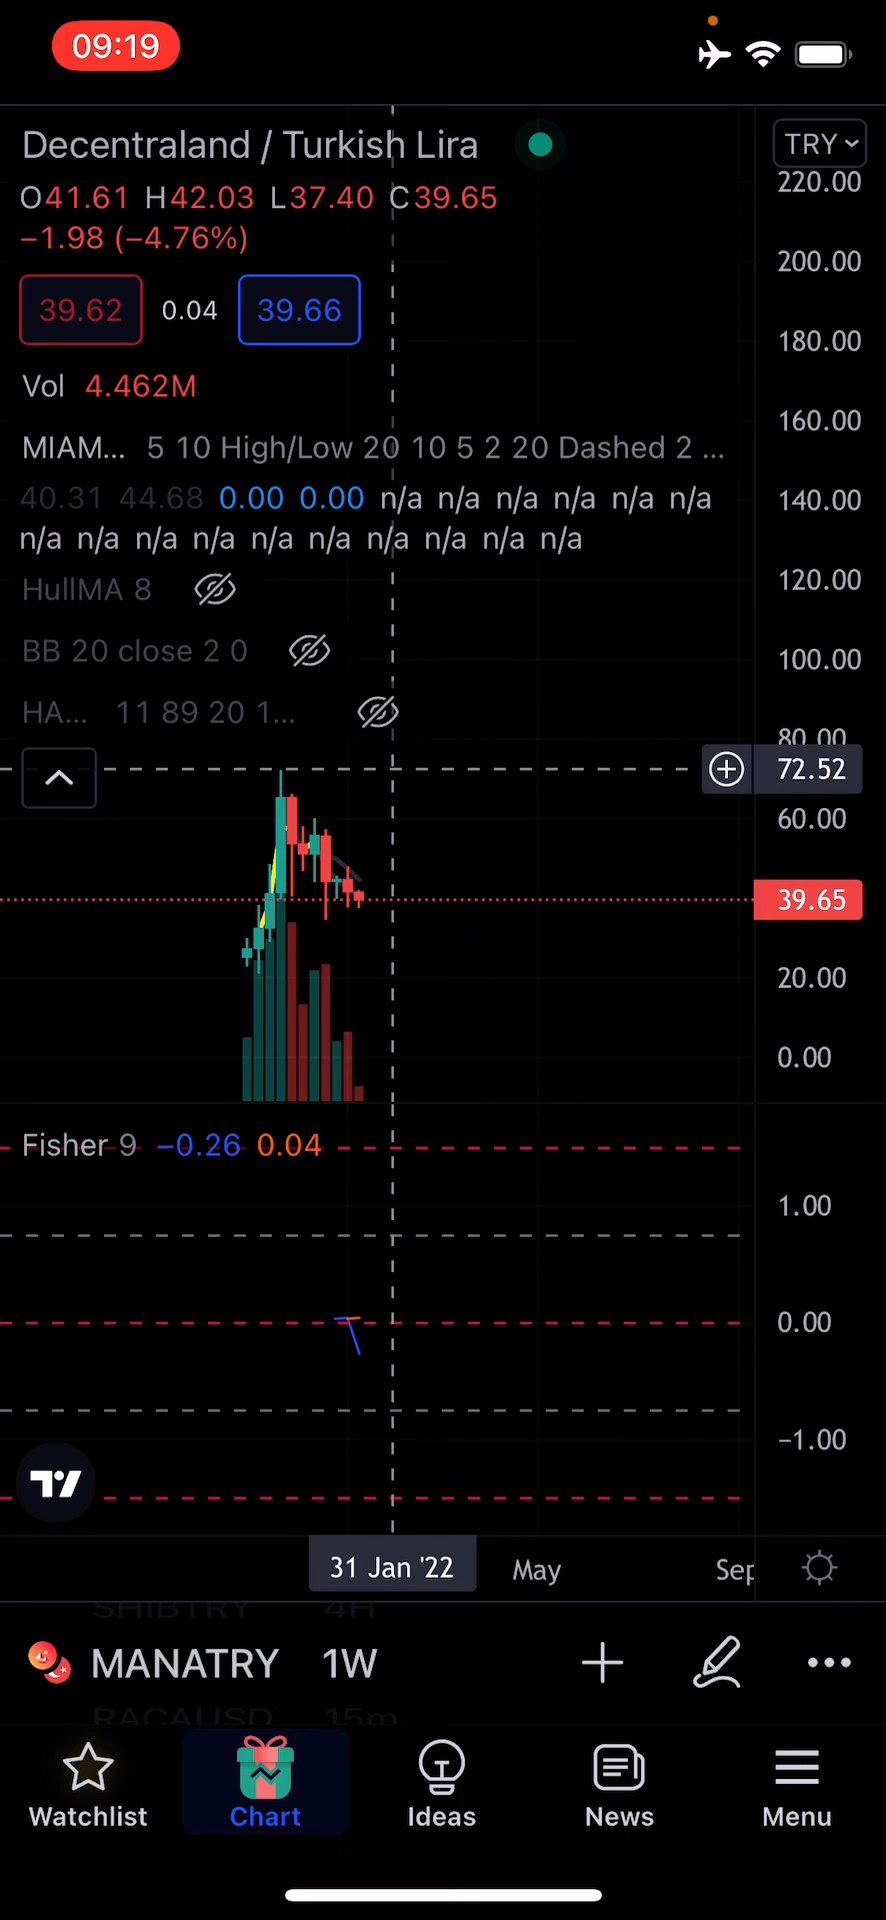 09:19
Decentraland / Turkish Lira
TRY
O41.61 H42.03 L37.40 C39.65
−1.98 (−4.76%)
39.62 0.04 39.66
Vol 4.462M
MIAM... 5 10 High/Low 20 10 5 2 20 Dashed 2 ...
40.31 44.68 0.00 0.00 n/a n/a n/a n/a n/a n/a
n/a n/a n/a n/a n/a n/a n/a n/a n/a n/a
HullMA 8
BB 20 close 2 0
HA... 11 89 20 1...
220.00
200.00
180.00
160.00
140.00
120.00
100.00
80.00
72.52
60.00
39.65
20.00
0.00
Fisher 9 −0.26 0.04
1.00
0.00
−1.00
31 Jan '22 May Sep
SHIBTRY 4H
MANATRY 1W
RACAUSD 15m
Watchlist Chart Ideas News Menu